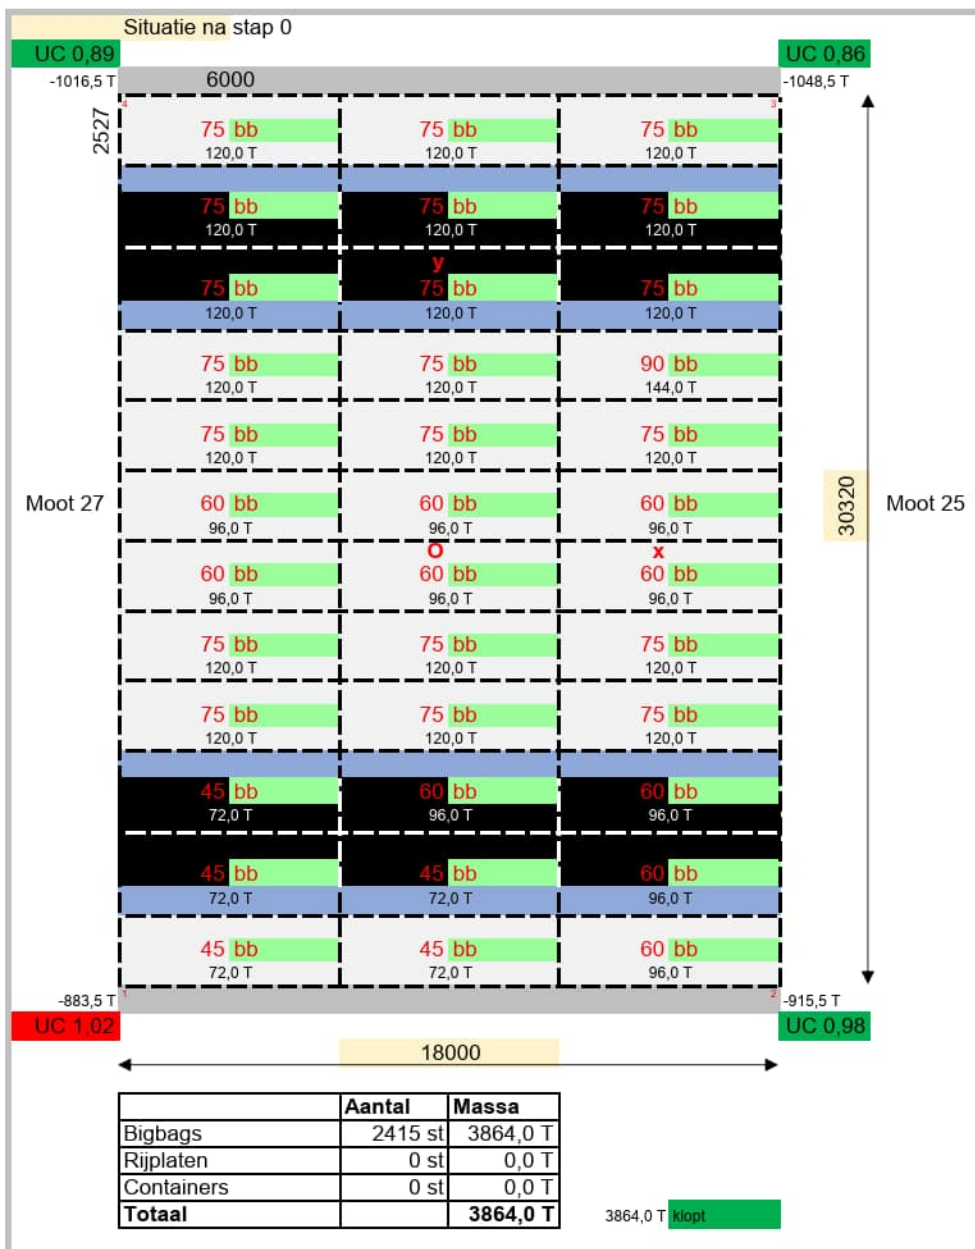 Situatie na stap 0
UC 0,89 UC 0,86
-1016,5 T 6000 -1048,5 T
4 3
2527
75 bb 75 bb 75 bb
120,0 T 120,0 T 120,0 T
75 bb 75 bb 75 bb
120,0 T 120,0 T 120,0 T
y
75 bb 75 bb 75 bb
120,0 T 120,0 T 120,0 T
75 bb 75 bb 90 bb
120,0 T 120,0 T 144,0 T
75 bb 75 bb 75 bb
120,0 T 120,0 T 120,0 T
Moot 27 60 bb 60 bb 60 bb 30320 Moot 25
96,0 T 96,0 T 96,0 T
O x
60 bb 60 bb 60 bb
96,0 T 96,0 T 96,0 T
75 bb 75 bb 75 bb
120,0 T 120,0 T 120,0 T
75 bb 75 bb 75 bb
120,0 T 120,0 T 120,0 T
45 bb 60 bb 60 bb
72,0 T 96,0 T 96,0 T
45 bb 45 bb 60 bb
72,0 T 72,0 T 96,0 T
45 bb 45 bb 60 bb
72,0 T 72,0 T 96,0 T
1 2
-883,5 T -915,5 T
UC 1,02 UC 0,98
18000
Aantal Massa
Bigbags 2415 st 3864,0 T
Rijplaten 0 st 0,0 T
Containers 0 st 0,0 T
Totaal 3864,0 T 3864,0 T klopt